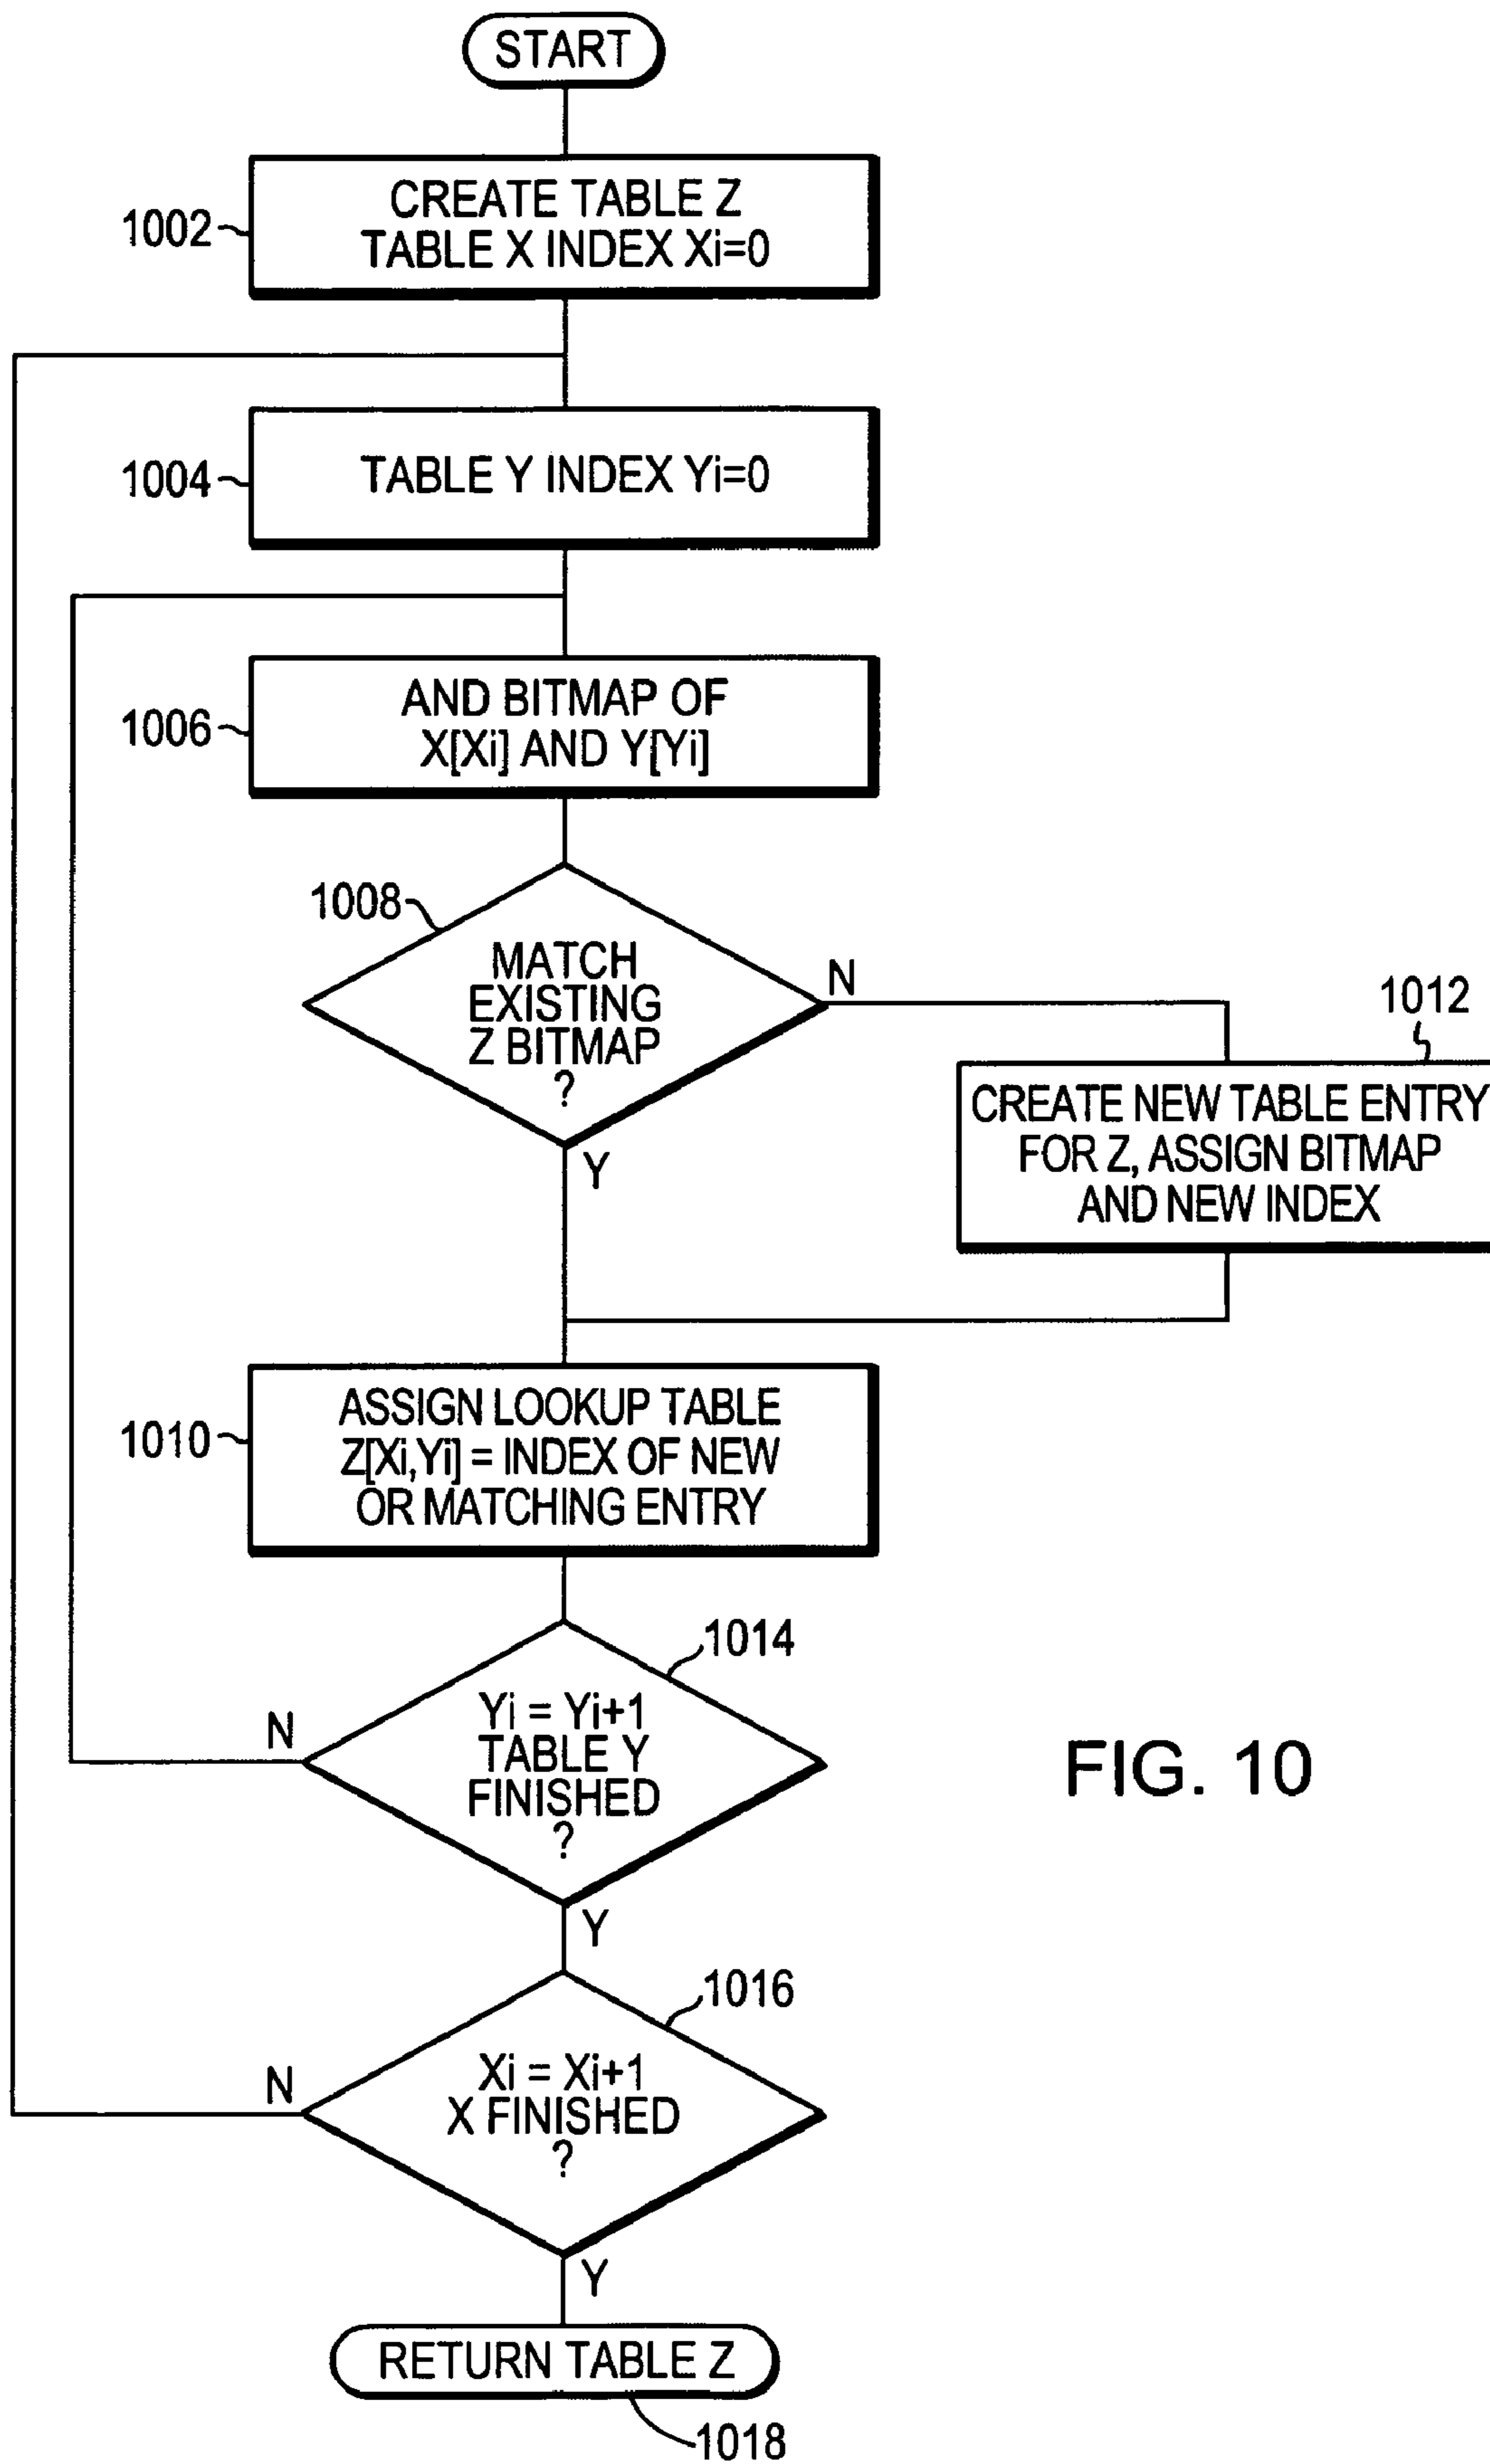 START
CREATE TABLE Z
TABLE X INDEX Xi=0
1002
TABLE Y INDEX Yi=0
1004
AND BITMAP OF
X[Xi] AND Y[Yi]
1006
1008
MATCH
EXISTING
Z BITMAP
?
N
Y
1012
CREATE NEW TABLE ENTRY
FOR Z, ASSIGN BITMAP
AND NEW INDEX
ASSIGN LOOKUP TABLE
Z[Xi,Yi] = INDEX OF NEW
OR MATCHING ENTRY
1010
1014
Yi = Yi+1
TABLE Y
FINISHED
?
N
Y
FIG. 10
1016
Xi = Xi+1
X FINISHED
?
N
Y
RETURN TABLE Z
1018